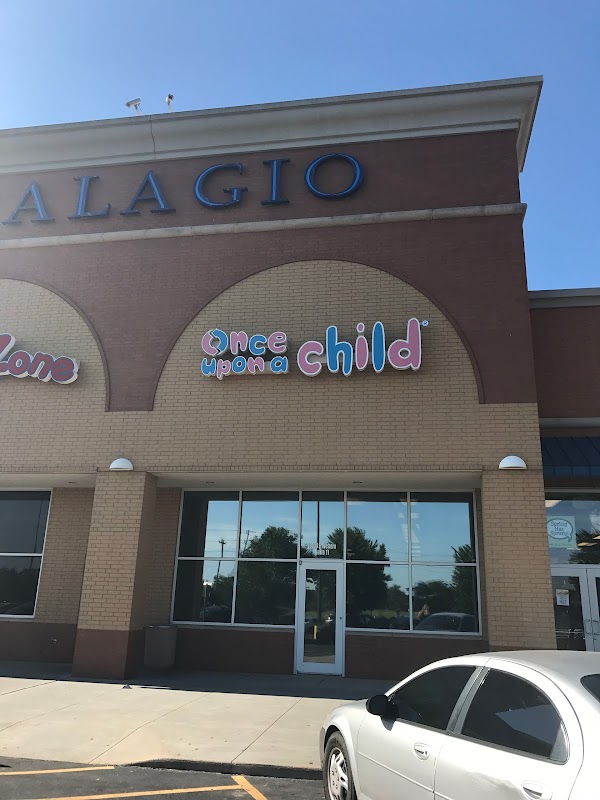 ALAGIO
Zone
Once
upon a child®